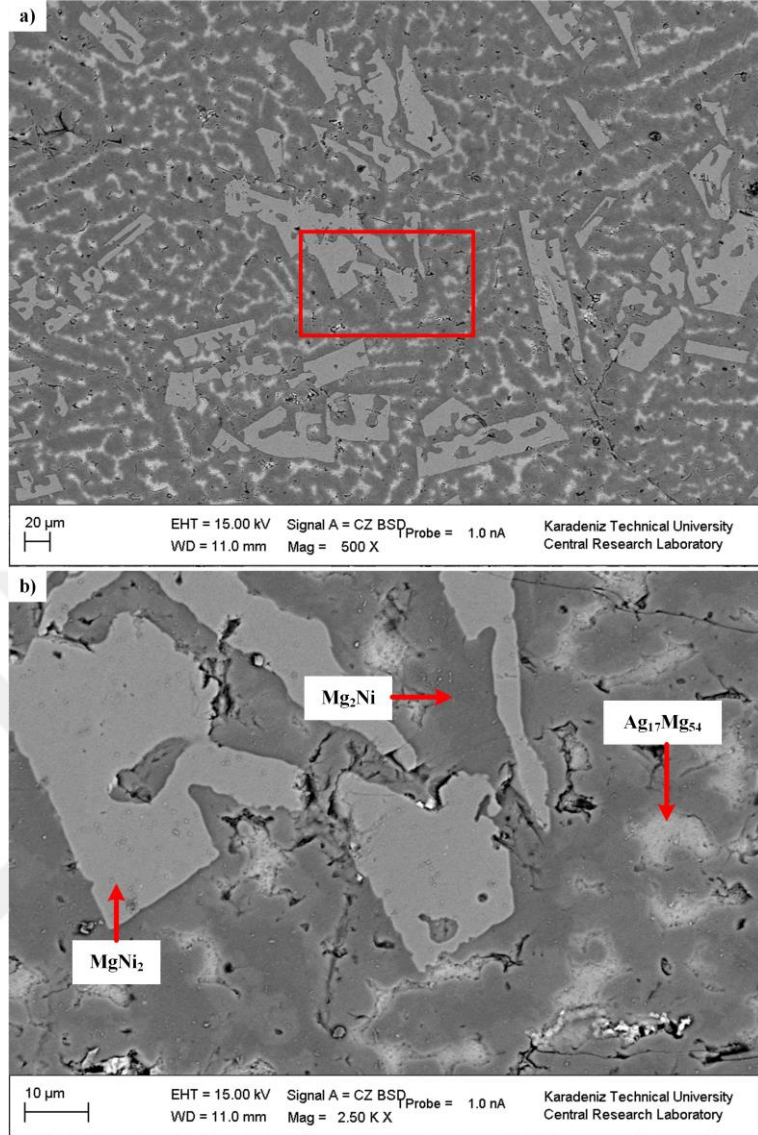 a)
20 µm
EHT = 15.00 kV Signal A = CZ BSD I Probe = 1.0 nA Karadeniz Technical University
WD = 11.0 mm Mag = 500 X Central Research Laboratory
b)
Mg₂Ni
Ag₁₇Mg₅₄
MgNi₂
10 µm
EHT = 15.00 kV Signal A = CZ BSD I Probe = 1.0 nA Karadeniz Technical University
WD = 11.0 mm Mag = 2.50 K X Central Research Laboratory